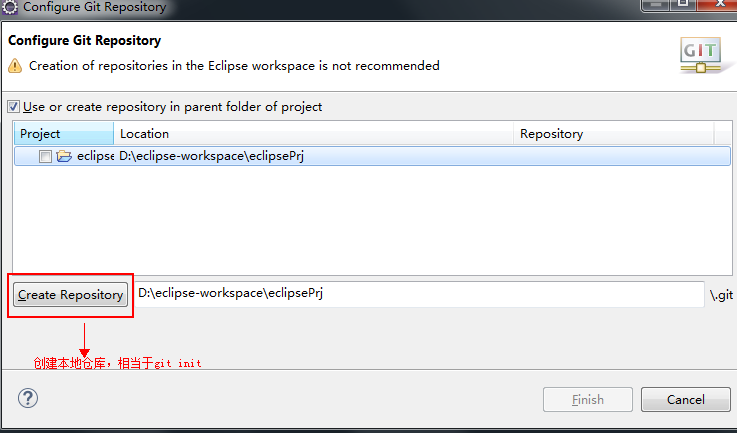 Configure Git Repository
Configure Git Repository
Creation of repositories in the Eclipse workspace is not recommended
GIT
Use or create repository in parent folder of project
Project Location Repository
eclipse D:\eclipse-workspace\eclipsePrj
Create Repository D:\eclipse-workspace\eclipsePrj \.git
创建本地仓库，相当于git init
? Finish Cancel